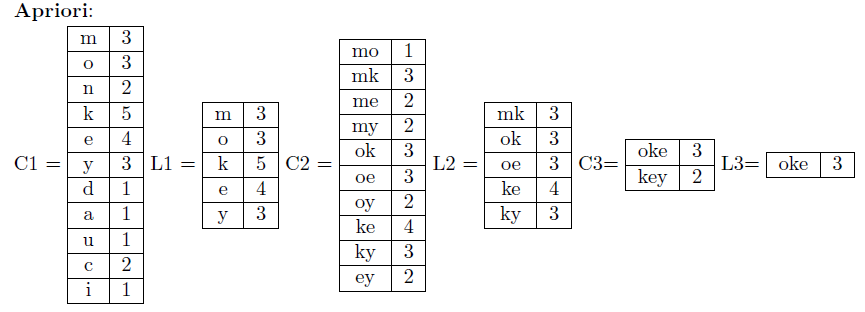 Apriori:
C1 =
m 3
o 3
n 2
k 5
e 4
y 3
d 1
a 1
u 1
c 2
i 1
L1 =
m 3
o 3
k 5
e 4
y 3
C2 =
mo 1
mk 3
me 2
my 2
ok 3
oe 3
oy 2
ke 4
ky 3
ey 2
L2 =
mk 3
ok 3
oe 3
ke 4
ky 3
C3=
oke 3
key 2
L3=
oke 3